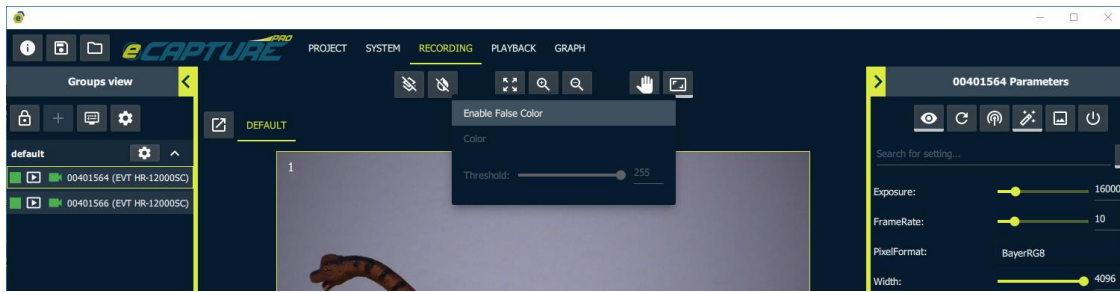 eCAPTURE PRO
PROJECT SYSTEM RECORDING PLAYBACK GRAPH
Groups view
00401564 Parameters
Enable False Color
DEFAULT
Color
Threshold: 255
default
1
00401564 (EVT HR-12000SC)
00401566 (EVT HR-12000SC)
Search for setting...
Exposure: 16000
FrameRate: 10
PixelFormat: BayerRG8
Width: 4096